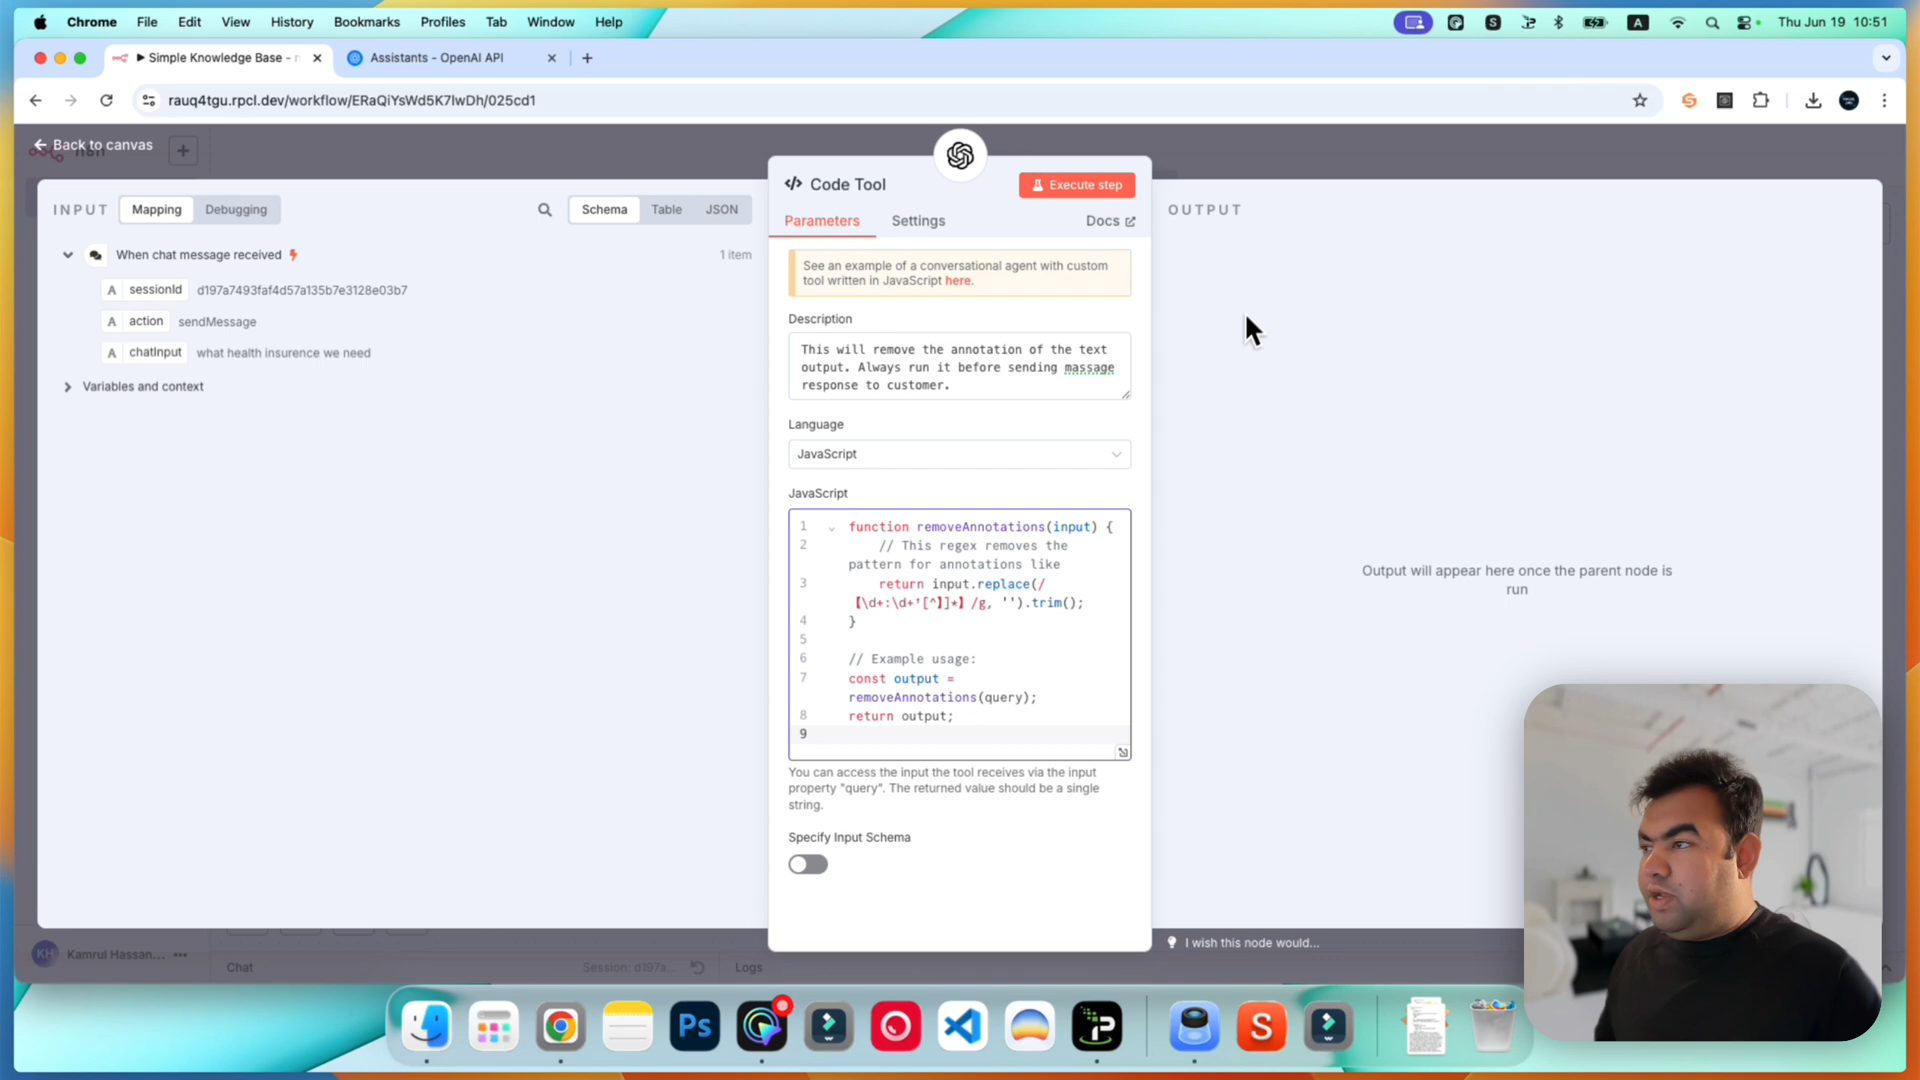 Chrome File Edit View History Bookmarks Profiles Tab Window Help
A
Thu Jun 19 10:51
Simple Knowledge Base - n
Assistants - OpenAI API
rauq4tgu.rpcl.dev/workflow/ERaQiYsWd5K7lwDh/025cd1
Back to canvas
INPUT
Mapping
Debugging
Schema
Table
JSON
When chat message received
1 item
A sessionId d197a7493faf4d57a135b7e3128e03b7
A action sendMessage
A chatInput what health insurence we need
Variables and context
Code Tool
Execute step
Parameters
Settings
Docs
See an example of a conversational agent with custom
tool written in JavaScript here.
Description
This will remove the annotation of the text
output. Always run it before sending massage
response to customer.
Language
JavaScript
JavaScript
1 function removeAnnotations(input) {
2 // This regex removes the
pattern for annotations like
3 return input.replace(/
【\d+:\d+†[^】]*】/g, '').trim();
4 }
5
6 // Example usage:
7 const output =
removeAnnotations(query);
8 return output;
9
You can access the input the tool receives via the input
property "query". The returned value should be a single
string.
Specify Input Schema
OUTPUT
Output will appear here once the parent node is
run
I wish this node would...
KH Kamrul Hassan...
Chat
Session: d197a...
Logs
Ps
S